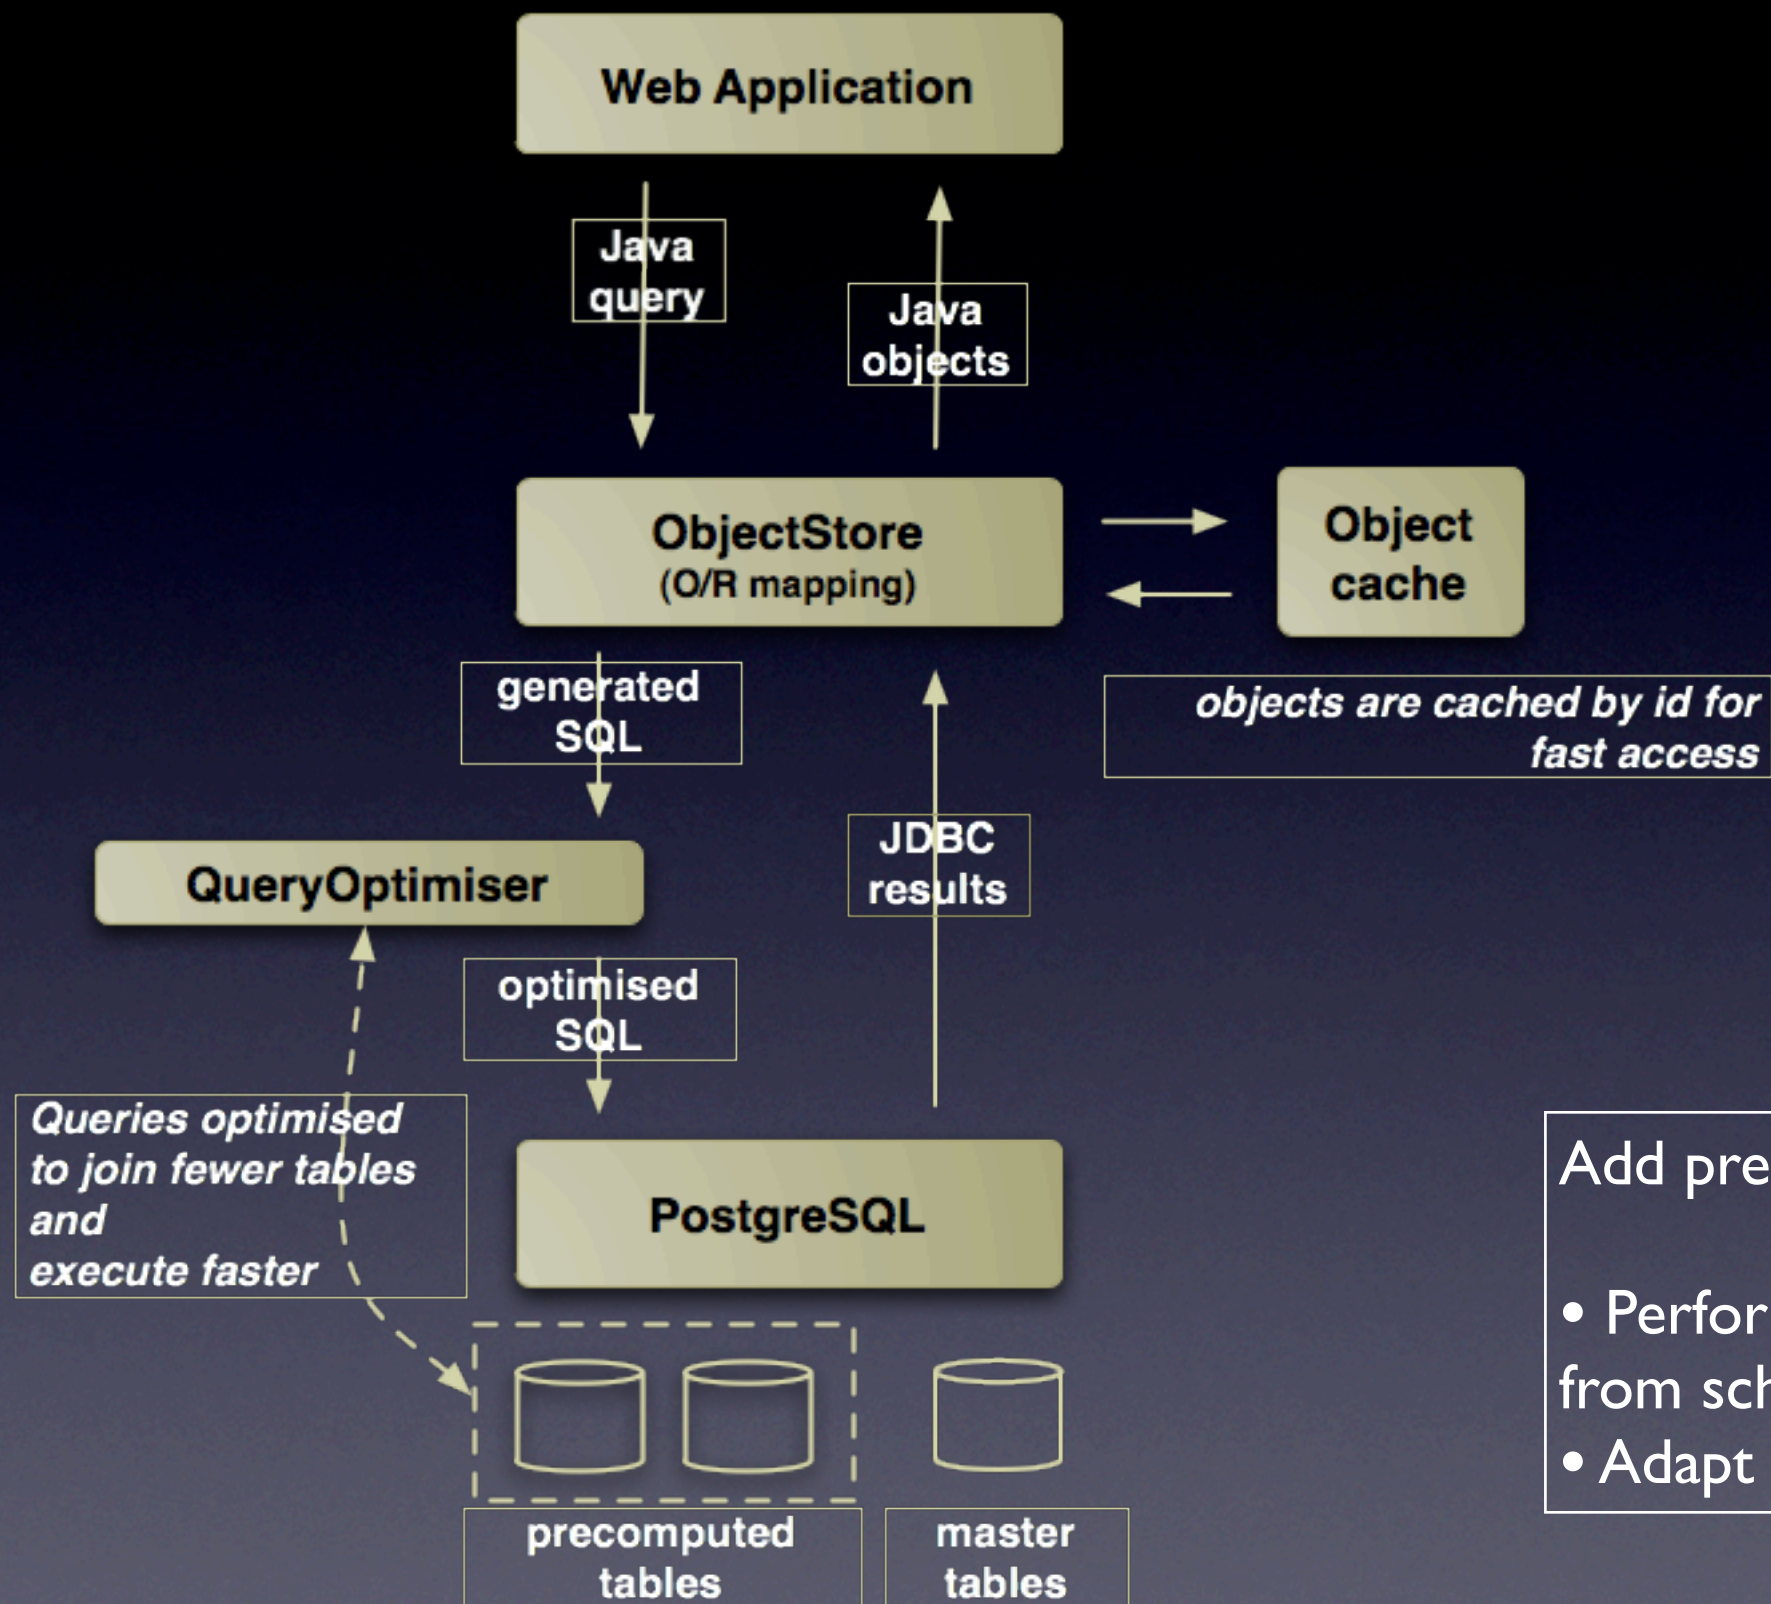 Web Application
Java
query
Java
objects
ObjectStore
(O/R mapping)
Object
cache
generated
SQL
objects are cached by id for
fast access
JDBC
results
QueryOptimiser
optimised
SQL
Queries optimised
to join fewer tables
and
execute faster
PostgreSQL
Add pre
• Perfor
from sch
• Adapt
precomputed
tables
master
tables